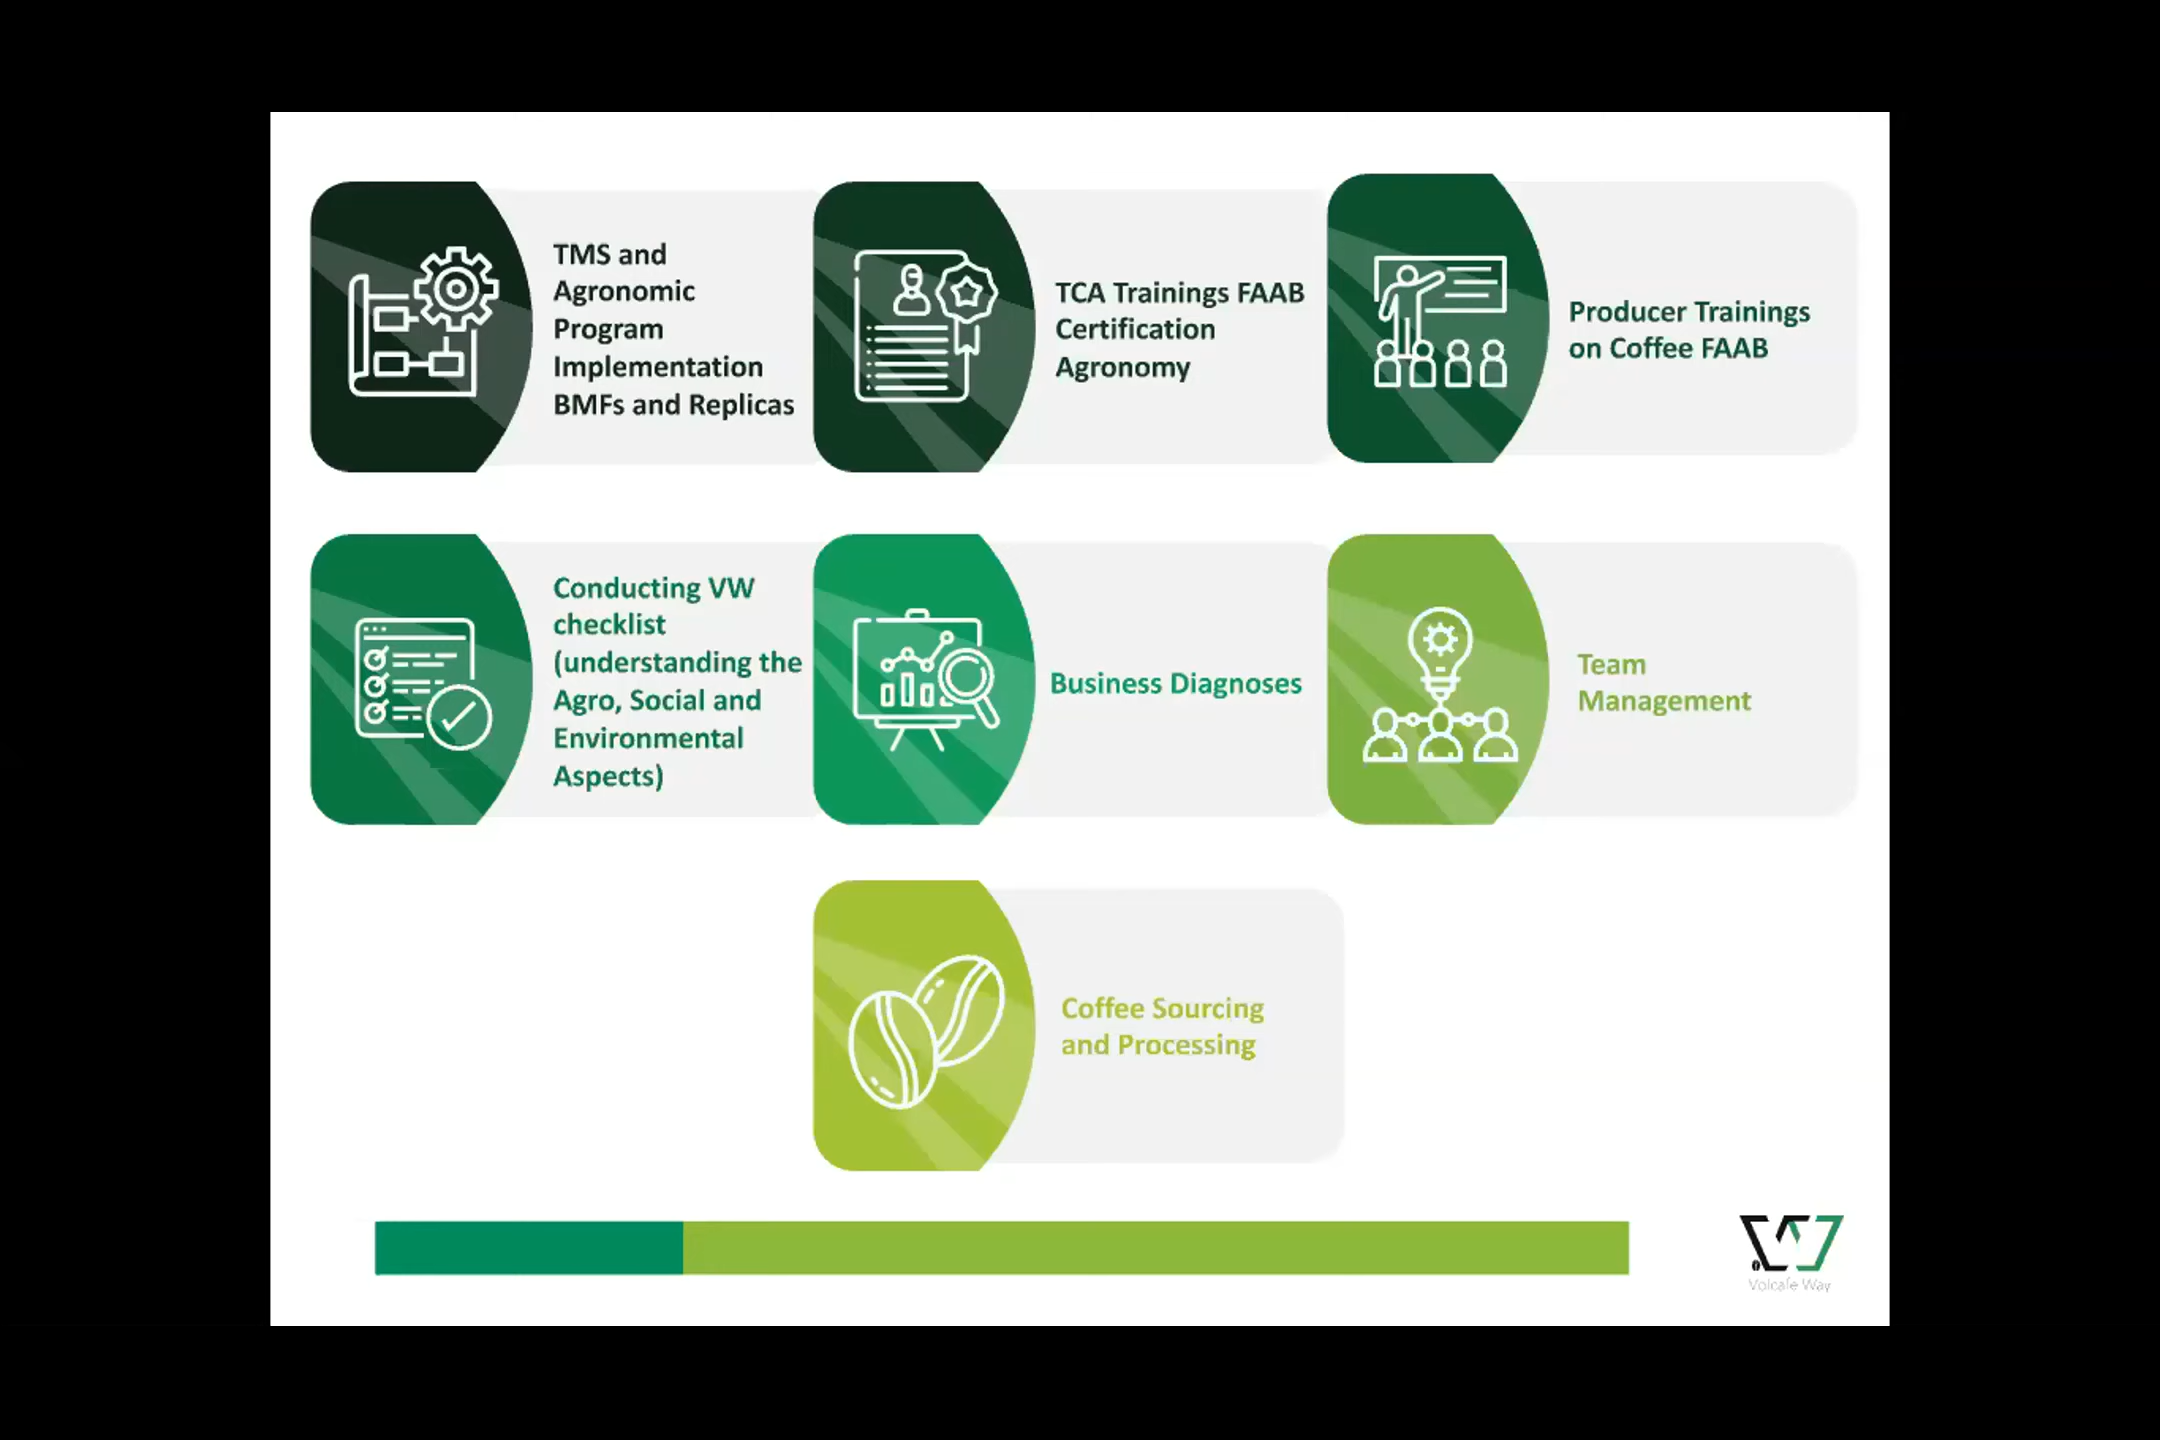 TMS and
Agronomic
Program
Implementation
BMFs and Replicas
TCA Trainings FAAB
Certification
Agronomy
Producer Trainings
on Coffee FAAB
Conducting VW
checklist
(understanding the
Agro, Social and
Environmental
Aspects)
Business Diagnoses
Team
Management
Coffee Sourcing
and Processing
Volcafe Way